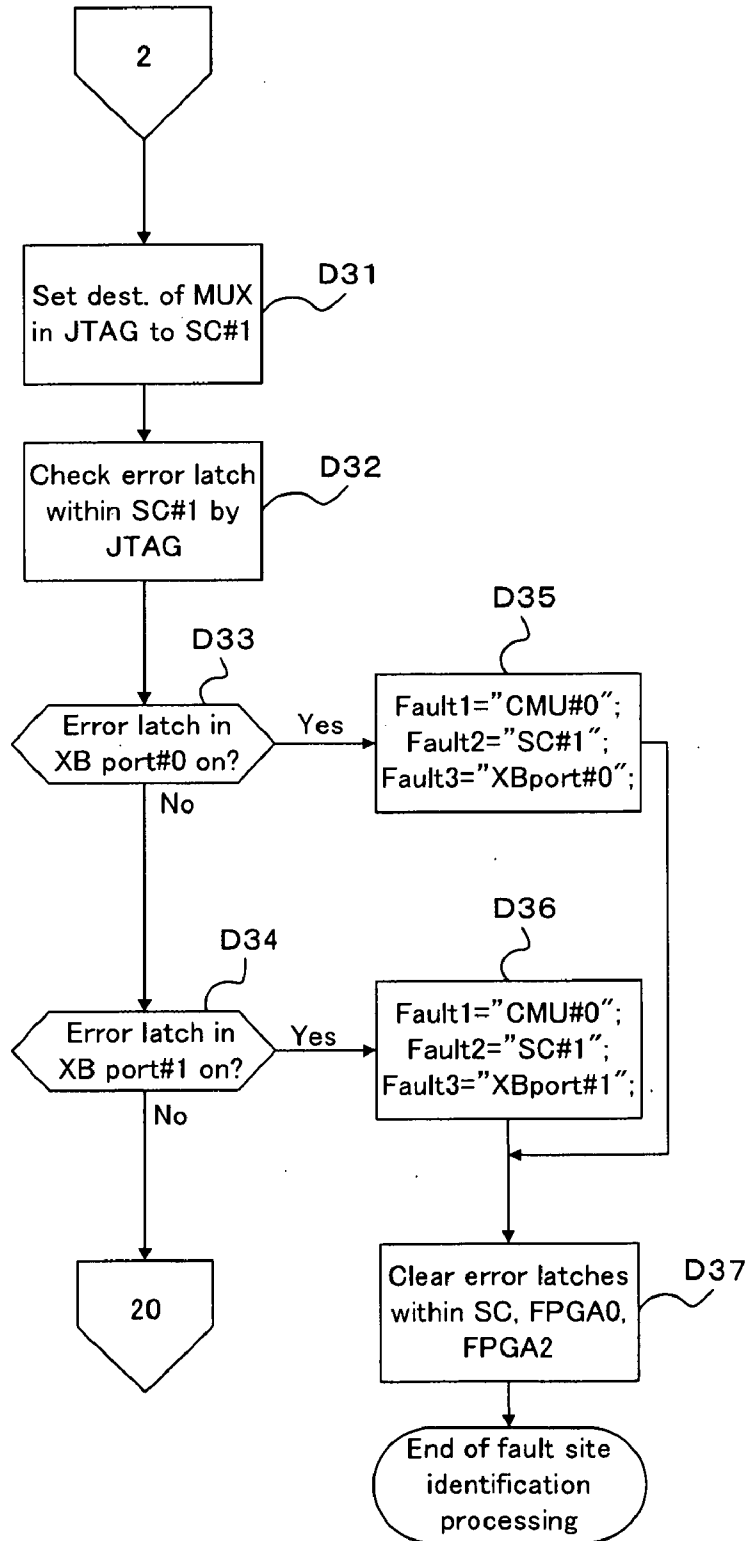 2
D31
Set dest. of MUX
in JTAG to SC#1
D32
Check error latch
within SC#1 by
JTAG
D33
Error latch in
XB port#0 on?
Yes
No
D35
Fault1="CMU#0";
Fault2="SC#1";
Fault3="XBport#0";
D34
Error latch in
XB port#1 on?
Yes
No
D36
Fault1="CMU#0";
Fault2="SC#1";
Fault3="XBport#1";
20
D37
Clear error latches
within SC, FPGA0,
FPGA2
End of fault site
identification
processing